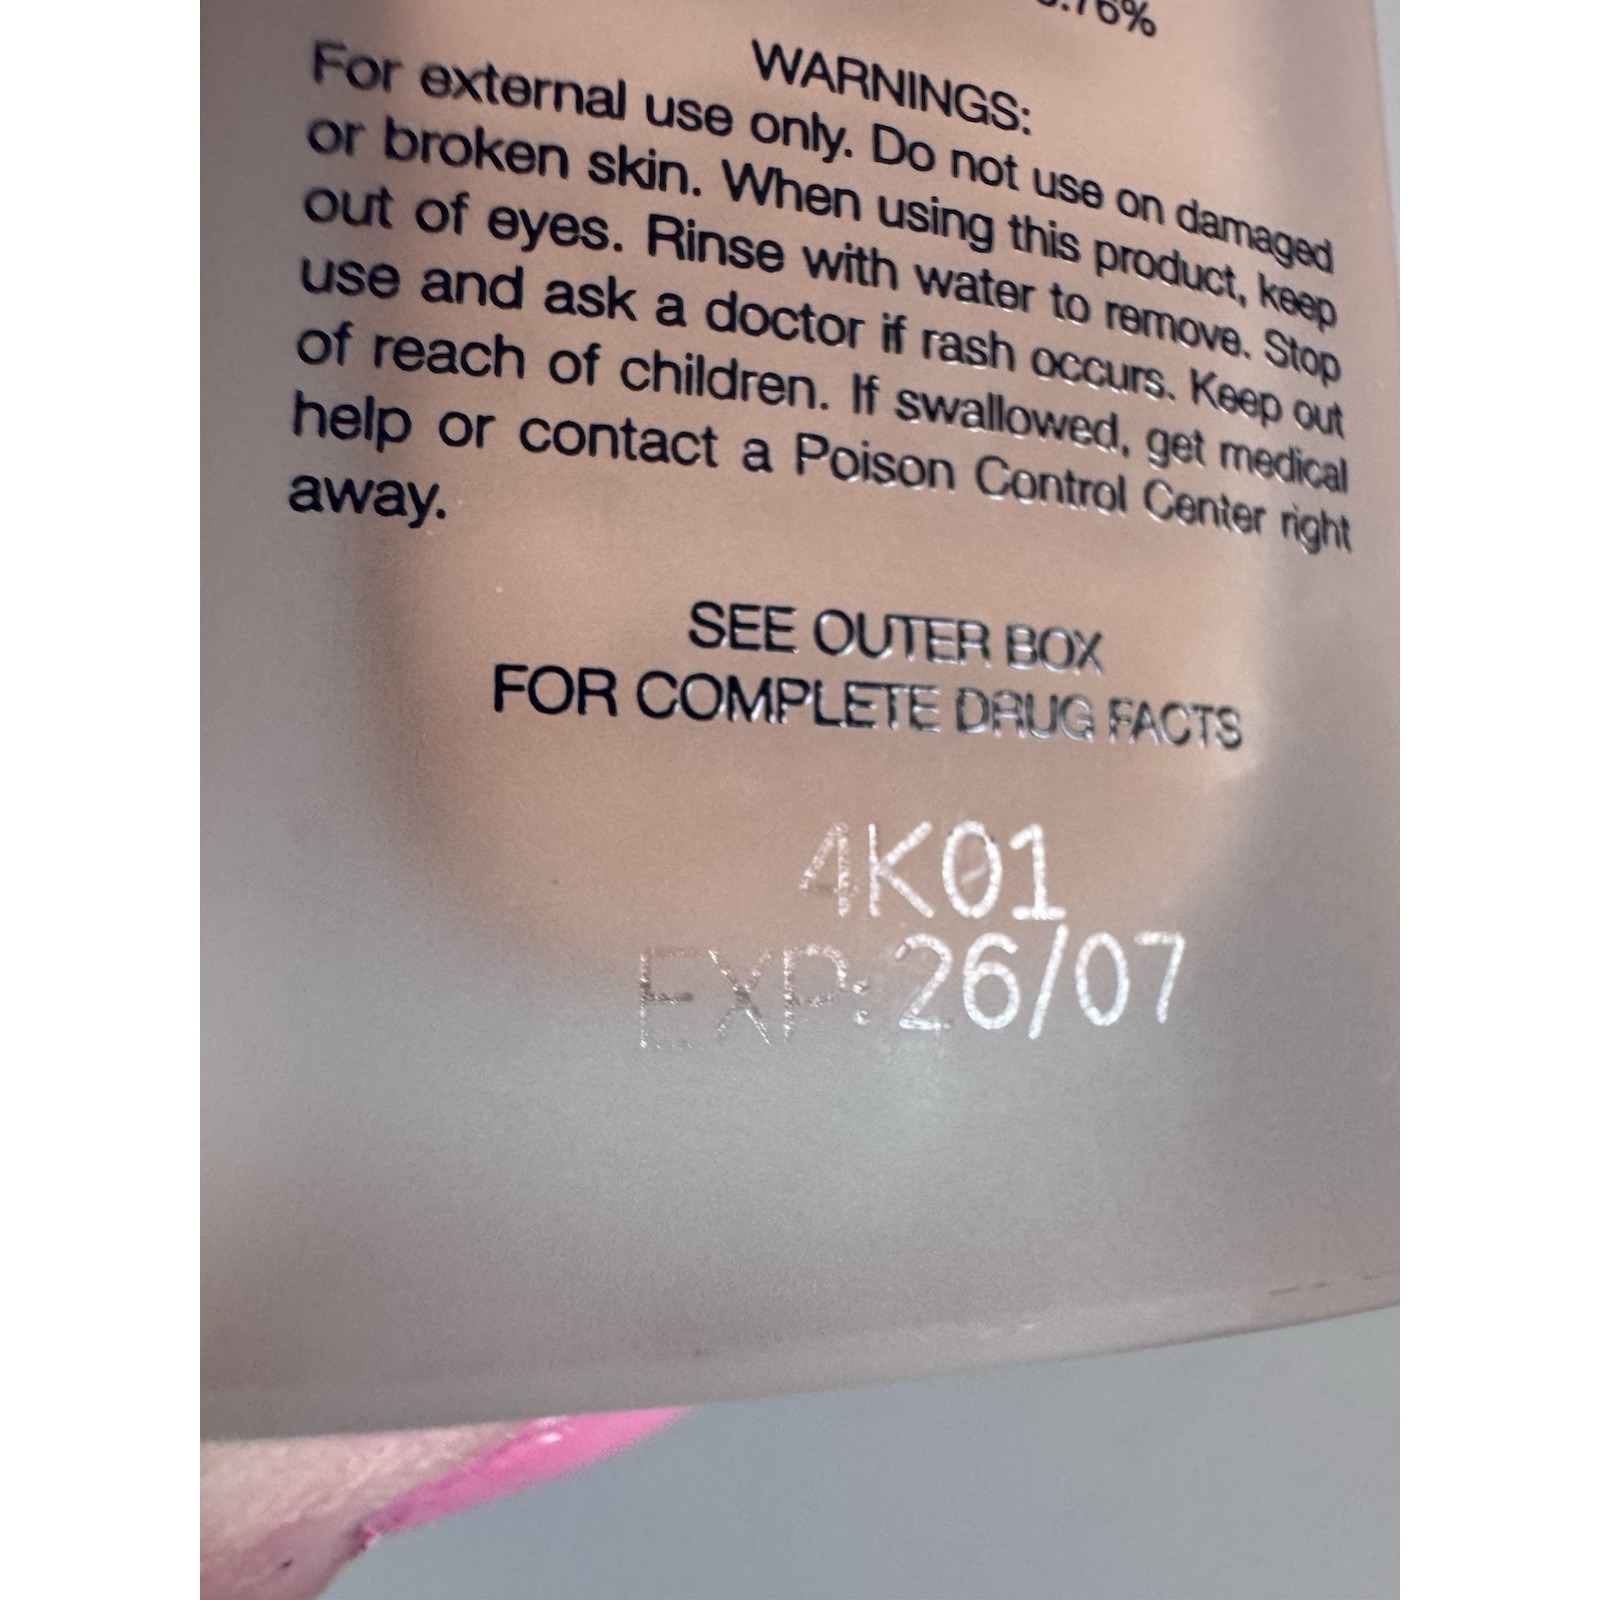 WARNINGS:
For external use only. Do not use on damaged
or broken skin. When using this product, keep
out of eyes. Rinse with water to remove. Stop
use and ask a doctor if rash occurs. Keep out
of reach of children. If swallowed, get medical
help or contact a Poison Control Center right
away.
SEE OUTER BOX
FOR COMPLETE DRUG FACTS
4K01
EXP:26/07